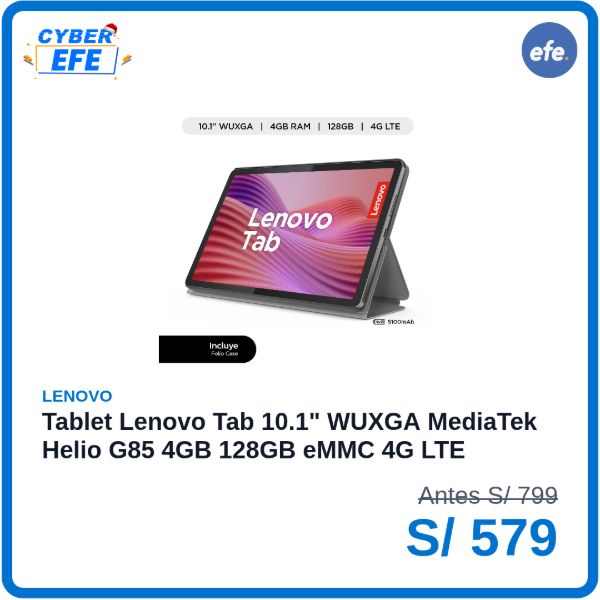 CYBER
EFE
efe.
10.1" WUXGA | 4GB RAM | 128GB | 4G LTE
Lenovo
Lenovo
Tab
5100mAh
Incluye
Folio Case
LENOVO
Tablet Lenovo Tab 10.1" WUXGA MediaTek
Helio G85 4GB 128GB eMMC 4G LTE
Antes S/ 799
S/ 579